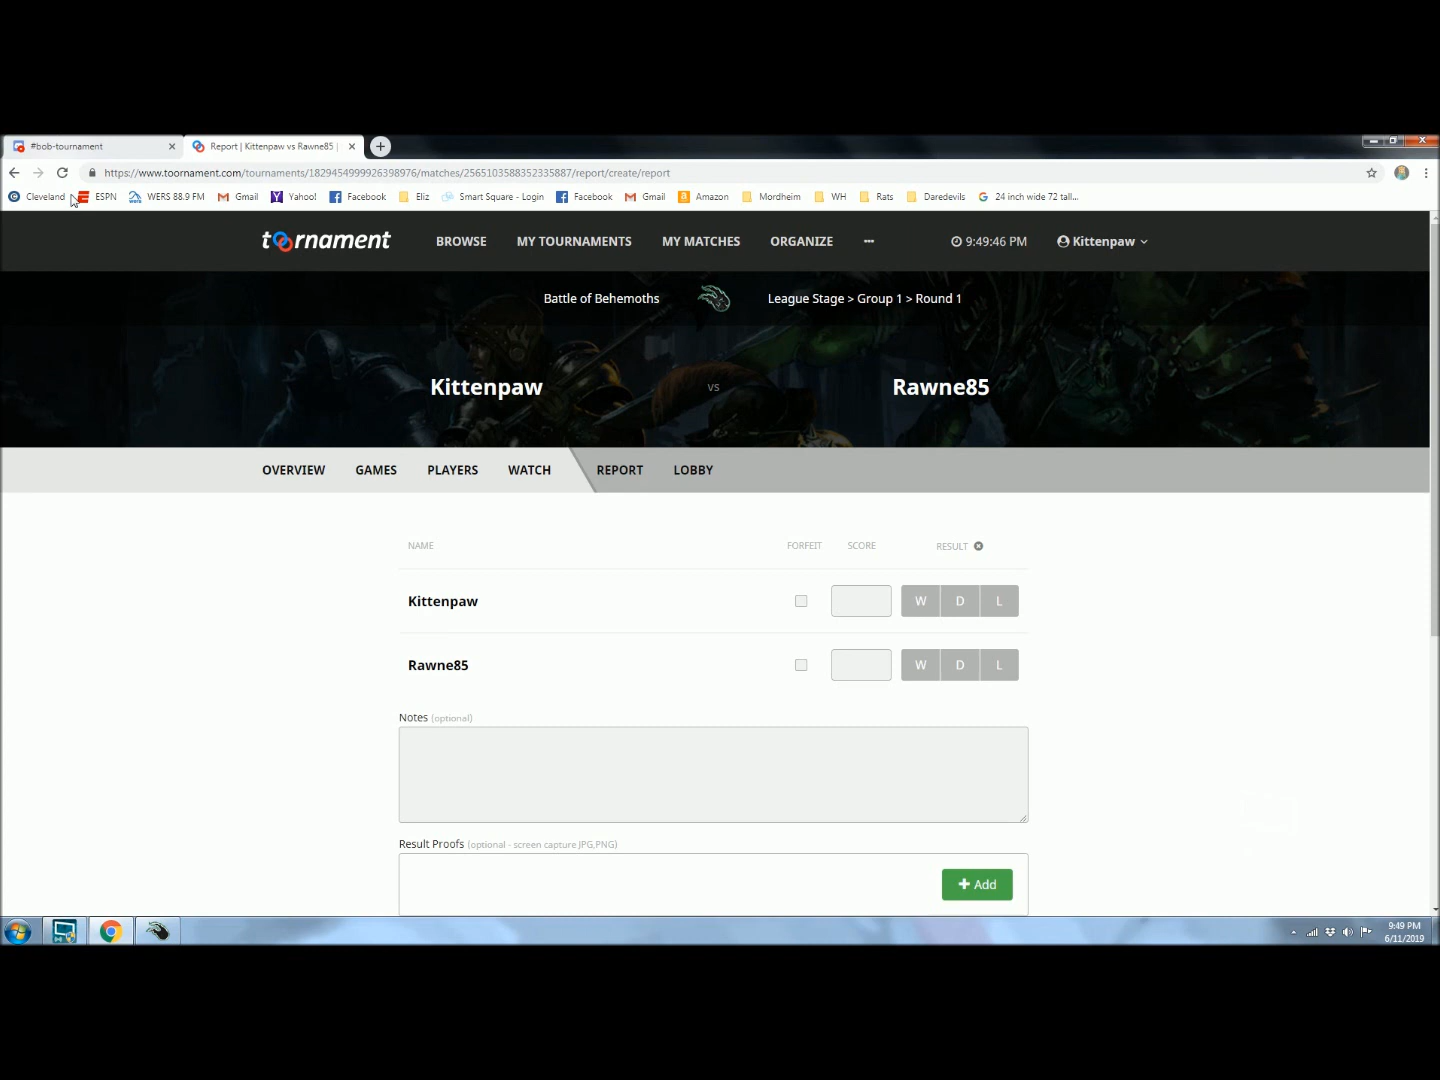 #bob-tournament
Report | Kittenpaw vs Rawne85 |
https://www.toornament.com/tournaments/1829454999926398976/matches/2565103588352335887/report/create/report
Cleveland ESPN WERS 88.9 FM Gmail Yahoo! Facebook Eliz Smart Square - Login Facebook Gmail Amazon Mordheim WH Rats Daredevils 24 inch wide 72 tall...
toornament BROWSE MY TOURNAMENTS MY MATCHES ORGANIZE ... 9:49:46 PM Kittenpaw
Battle of Behemoths League Stage > Group 1 > Round 1
Kittenpaw vs Rawne85
OVERVIEW GAMES PLAYERS WATCH REPORT LOBBY
NAME FORFEIT SCORE RESULT
Kittenpaw W D L
Rawne85 W D L
Notes (optional)
Result Proofs (optional - screen capture JPG,PNG)
+ Add
9:49 PM
6/11/2019